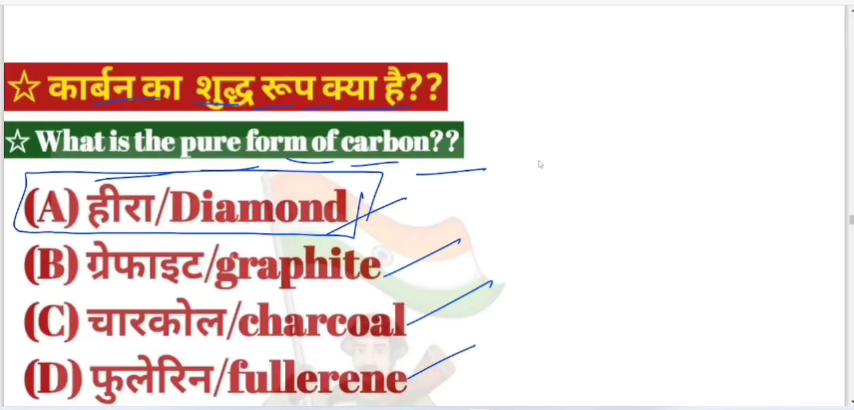 ☆ कार्बन का शुद्ध रूप क्या है??
☆ What is the pure form of carbon??
(A) हीरा/Diamond
(B) ग्रेफाइट/graphite
(C) चारकोल/charcoal
(D) फुलेरिन/fullerene